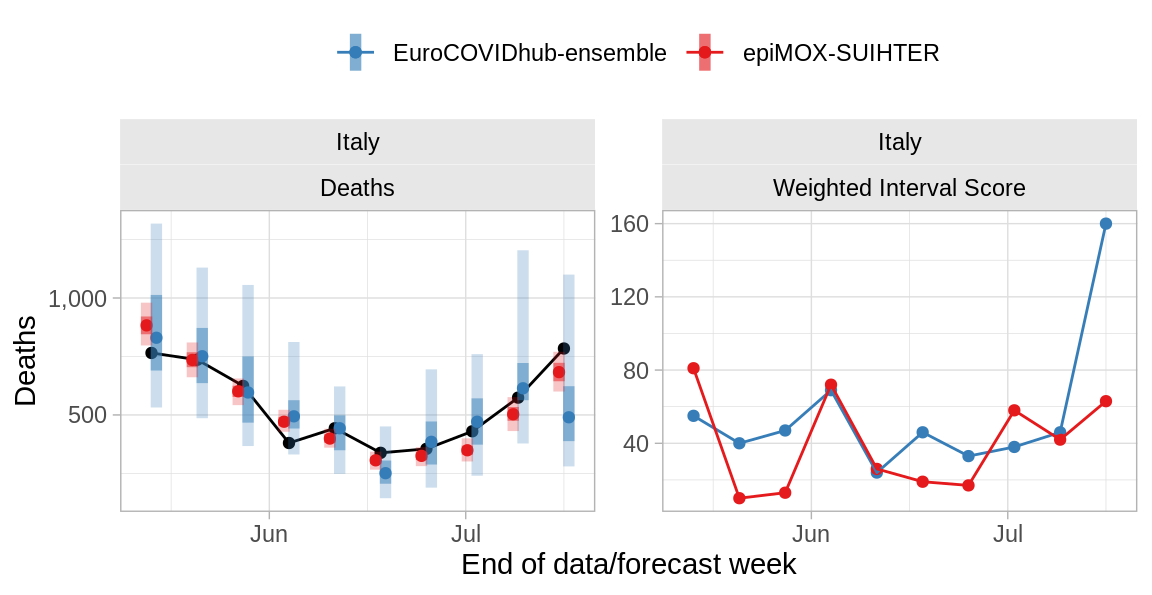 EuroCOVIDhub-ensemble epiMOX-SUIHTER
Italy
Deaths
Deaths
1,000
500
Jun Jul
Italy
Weighted Interval Score
160
120
80
40
Jun Jul
End of data/forecast week